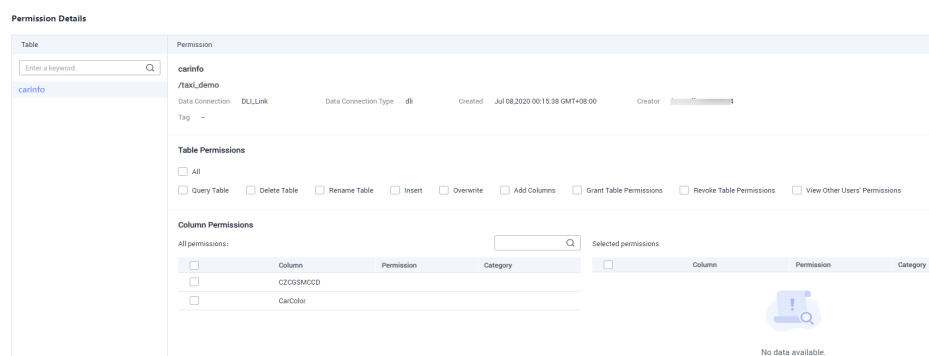 Permission Details
Table
Permission
Enter a keyword.
carinfo
carinfo
/taxi_demo
Data Connection DLI_Link Data Connection Type dli Created Jul 08,2020 00:15:38 GMT+08:00 Creator
Tag --
Table Permissions
All
Query Table Delete Table Rename Table Insert Overwrite Add Columns Grant Table Permissions Revoke Table Permissions View Other Users' Permissions
Column Permissions
All permissions: Selected permissions
Column Permission Category Column Permission Category
CZCGSMCCD
CarColor
No data available.